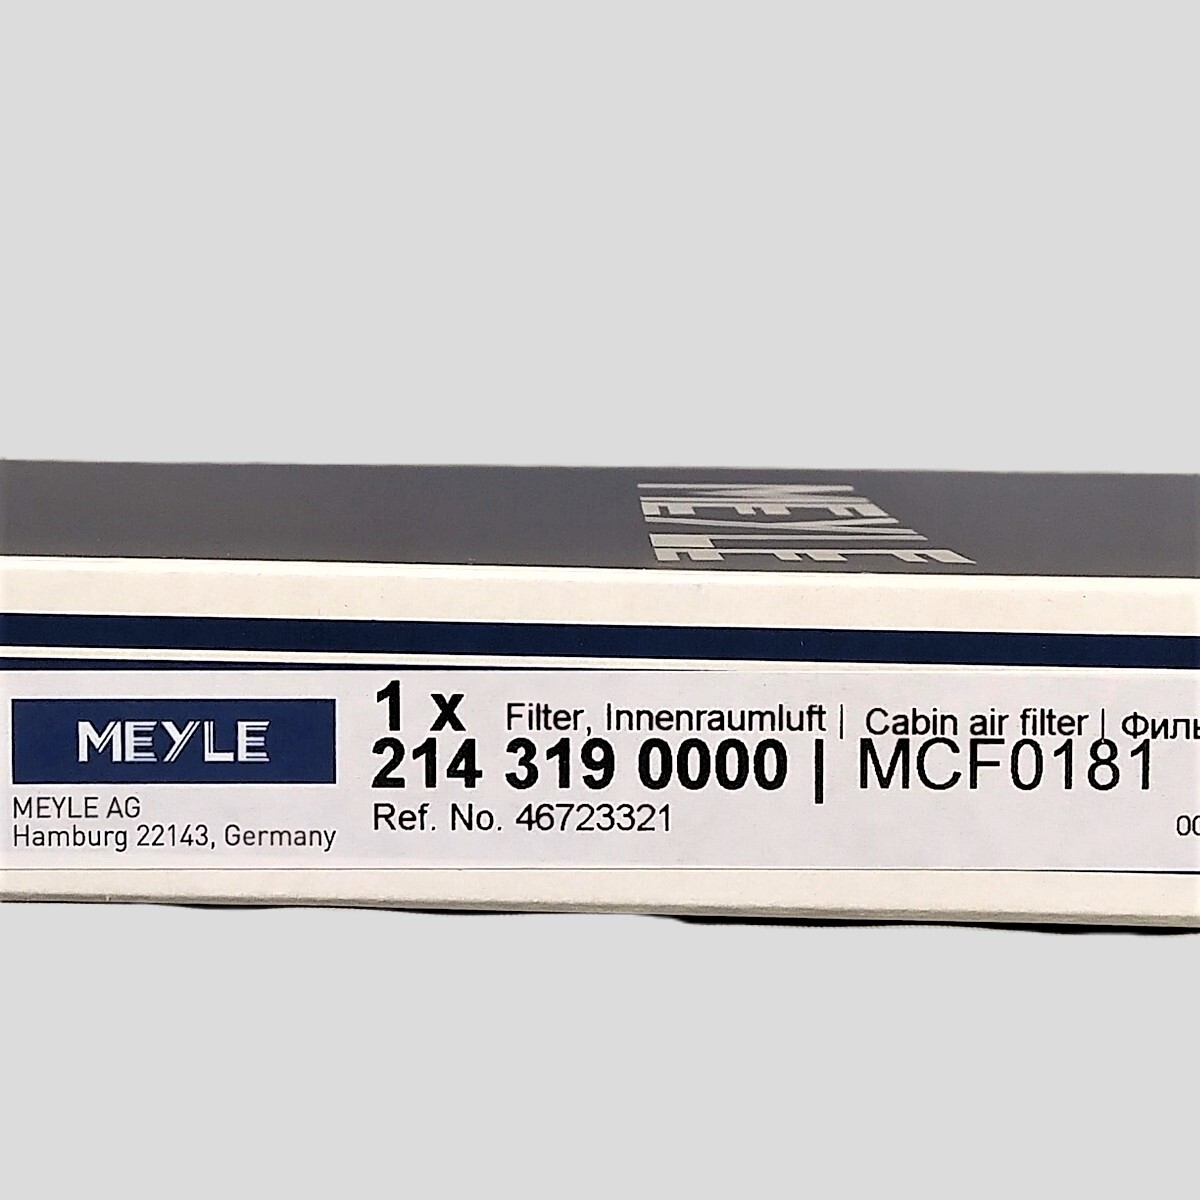 MEYLE
MEYLE
MEYLE AG
Hamburg 22143, Germany
1 x Filter, Innenraumluft | Cabin air filter |
214 319 0000 | MCF0181
Ref. No. 46723321